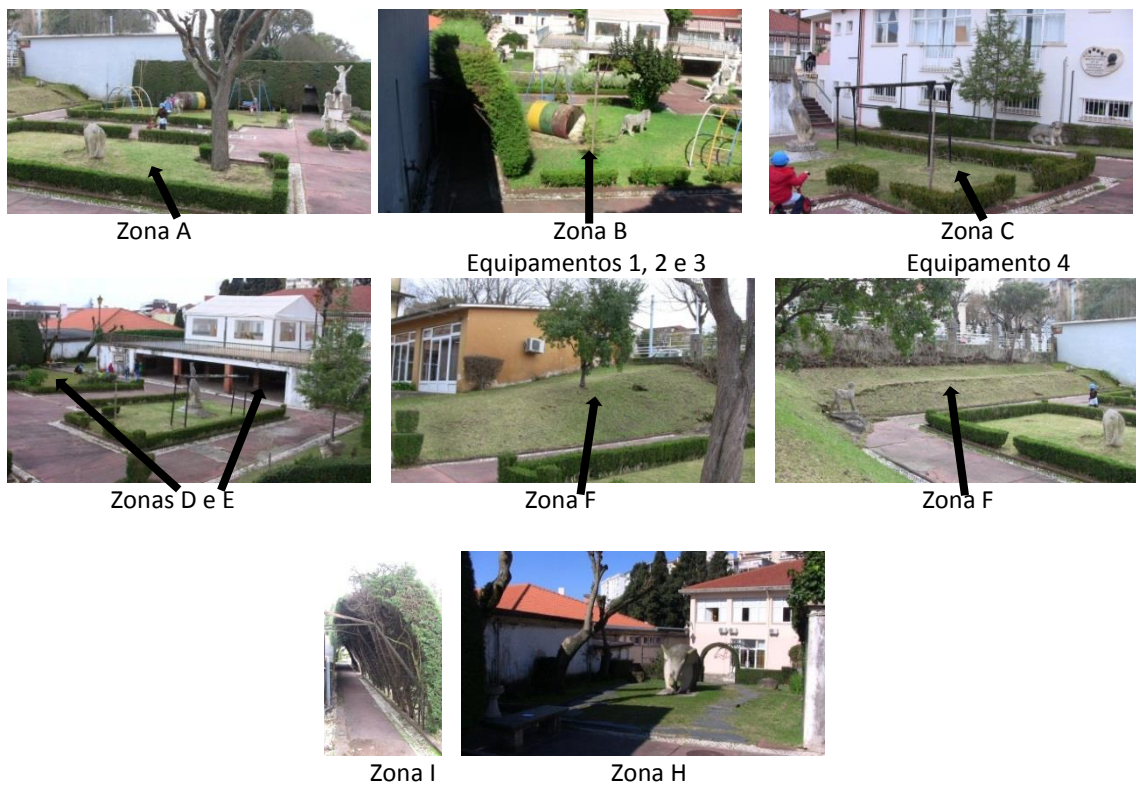 Zona A
Zona B
Equipamentos 1, 2 e 3
Zona C
Equipamento 4
Zonas D e E
Zona F
Zona F
Zona I
Zona H